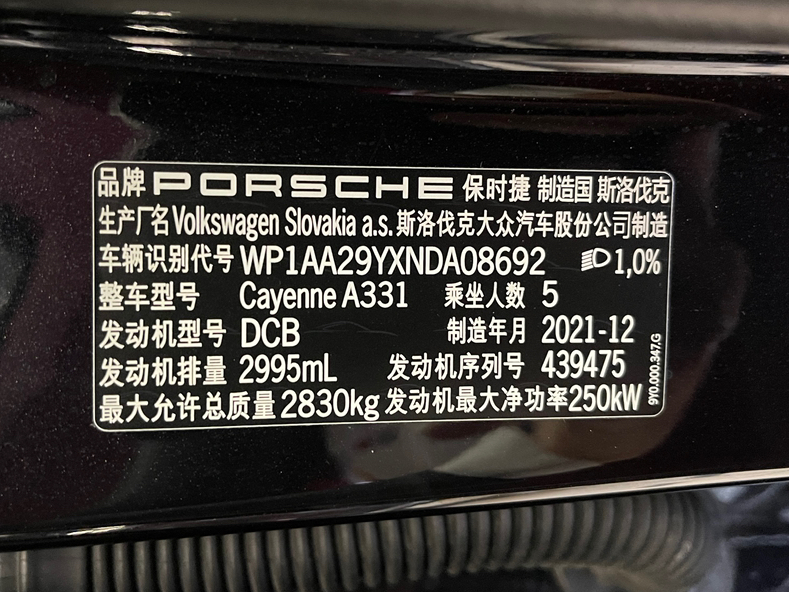 品牌 PORSCHE 保时捷 制造国 斯洛伐克
生产厂名 Volkswagen Slovakia a.s. 斯洛伐克大众汽车股份公司制造
车辆识别代号 WP1AA29YXNDA08692 1,0%
整车型号 Cayenne A331 乘坐人数 5
发动机型号 DCB 制造年月 2021-12
发动机排量 2995mL 发动机序列号 439475
最大允许总质量 2830kg 发动机最大净功率 250kW
9Y0.000.347.G